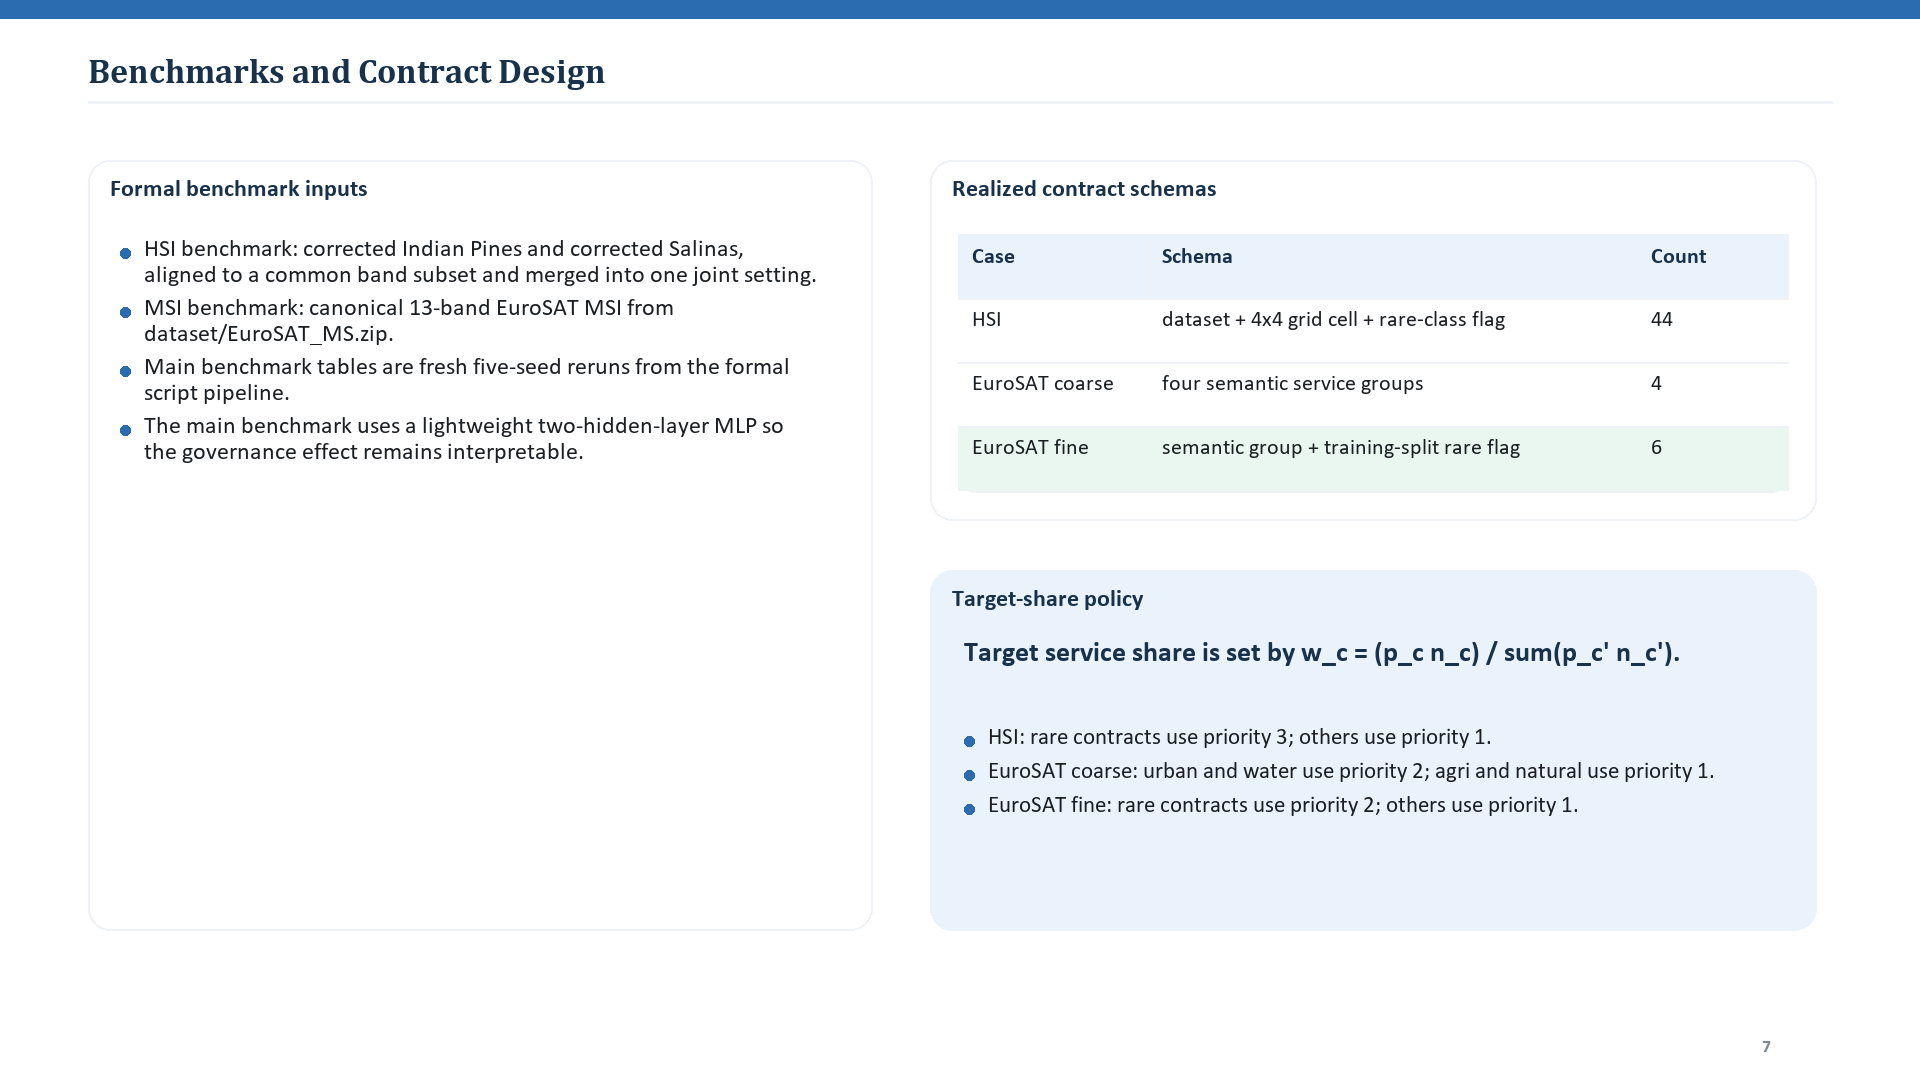 Benchmarks and Contract Design
Formal benchmark inputs
HSI benchmark: corrected Indian Pines and corrected Salinas,
aligned to a common band subset and merged into one joint setting.
MSI benchmark: canonical 13-band EuroSAT MSI from
dataset/EuroSAT_MS.zip.
Main benchmark tables are fresh five-seed reruns from the formal
script pipeline.
The main benchmark uses a lightweight two-hidden-layer MLP so
the governance effect remains interpretable.
Realized contract schemas
Case Schema Count
HSI dataset + 4x4 grid cell + rare-class flag 44
EuroSAT coarse four semantic service groups 4
EuroSAT fine semantic group + training-split rare flag 6
Target-share policy
Target service share is set by w_c = (p_c n_c) / sum(p_c' n_c').
HSI: rare contracts use priority 3; others use priority 1.
EuroSAT coarse: urban and water use priority 2; agri and natural use priority 1.
EuroSAT fine: rare contracts use priority 2; others use priority 1.
7